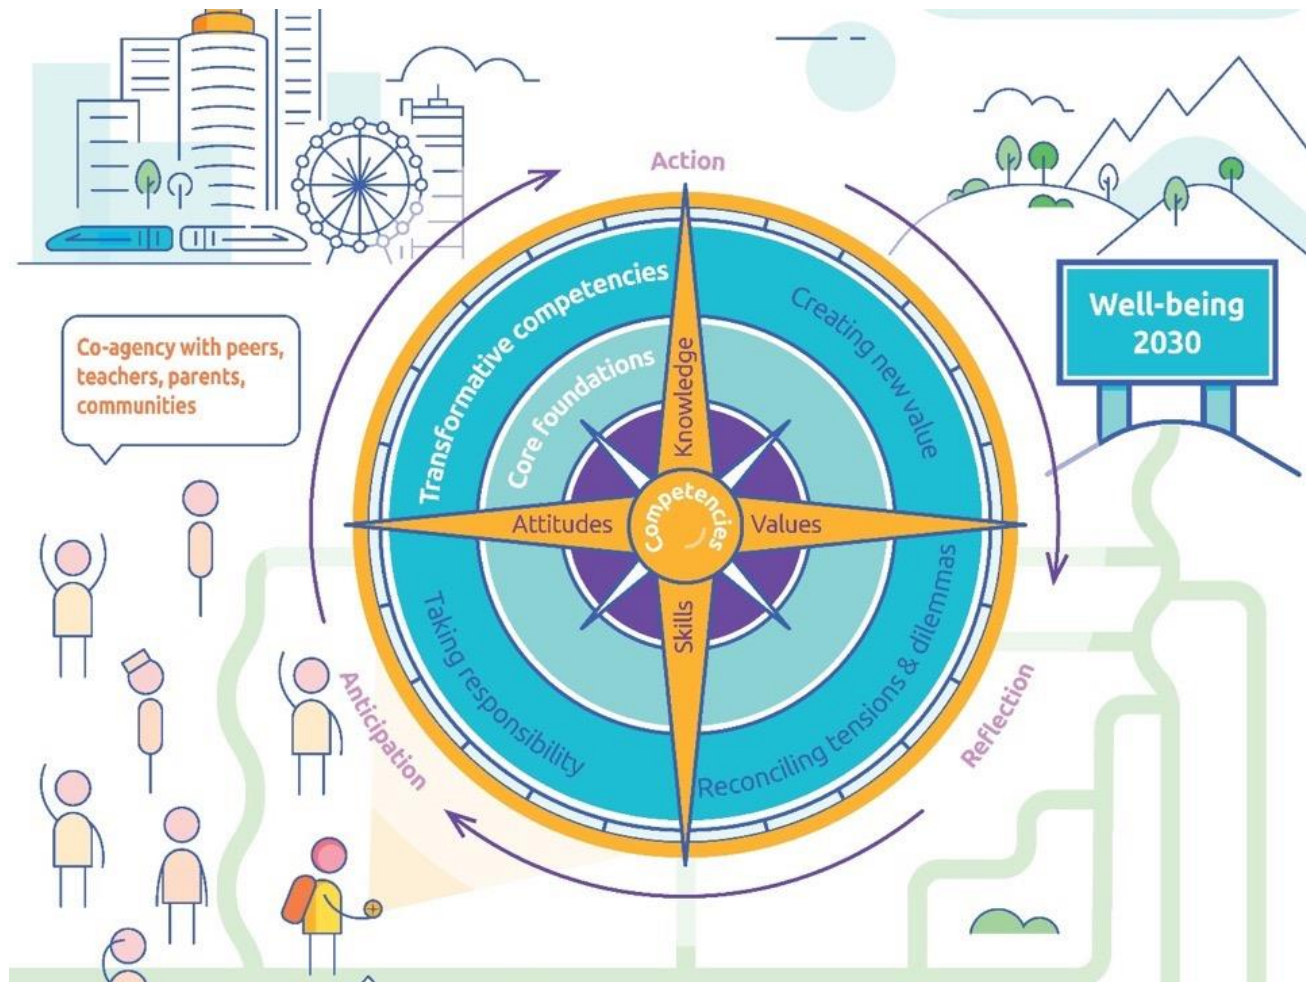 Action
Well-being
2030
Co-agency with peers,
teachers, parents,
communities
Transformative competencies
Creating new value
Core foundations
Knowledge
Attitudes
Competencies
Values
Skills
Taking responsibility
Reconciling tensions & dilemmas
Anticipation
Reflection